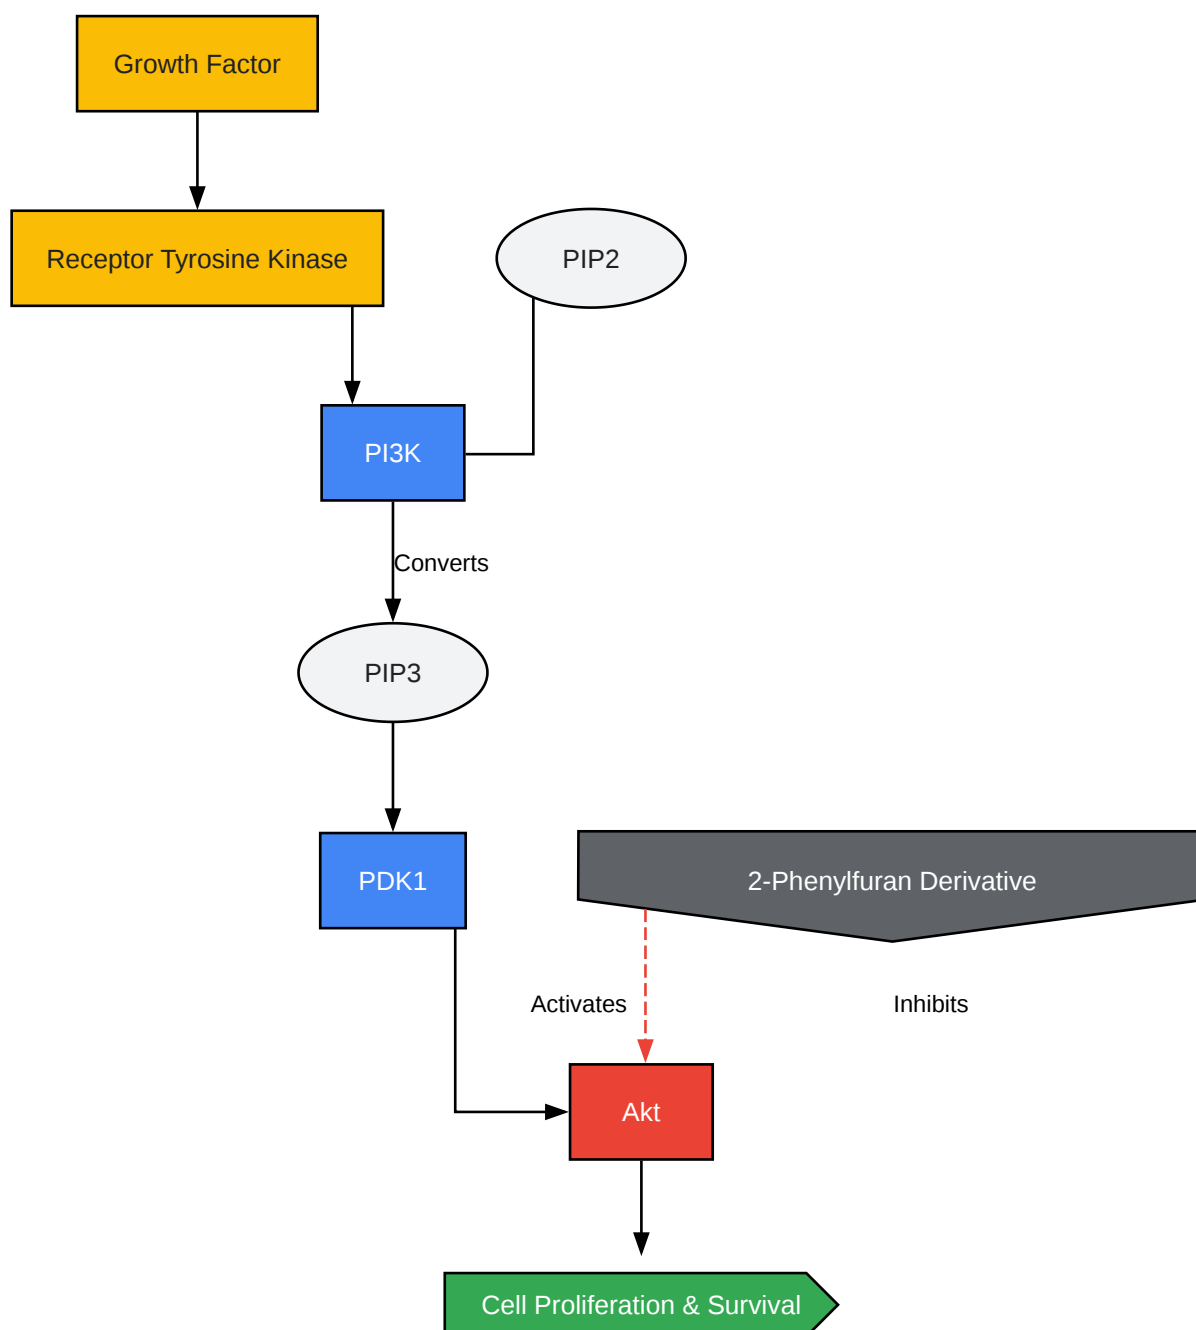 Growth Factor
Receptor Tyrosine Kinase
PIP2
PI3K
Converts
PIP3
PDK1
2-Phenylfuran Derivative
Activates
Inhibits
Akt
Cell Proliferation & Survival